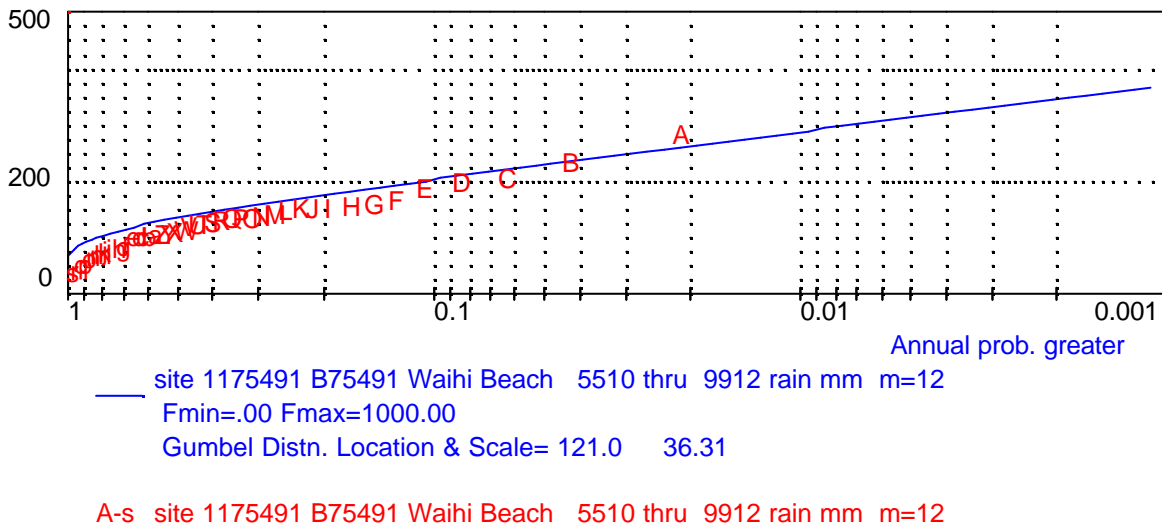 500
200
0
A
B
C
D
E
F
G
H
I
J
K
L
M
1 0.1 0.01 0.001
Annual prob. greater
site 1175491 B75491 Waihi Beach 5510 thru 9912 rain mm m=12
Fmin=.00 Fmax=1000.00
Gumbel Distn. Location & Scale= 121.0 36.31
A-s site 1175491 B75491 Waihi Beach 5510 thru 9912 rain mm m=12